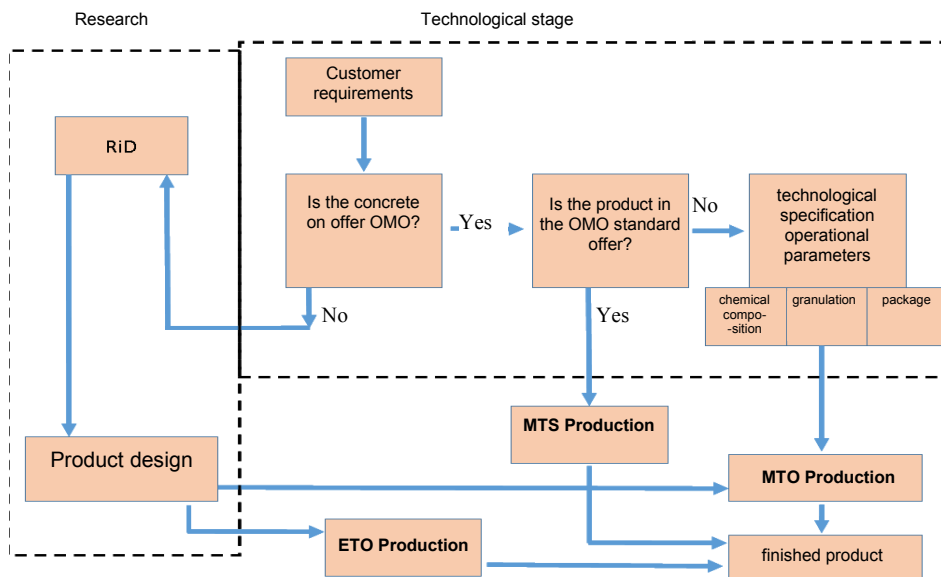 Research
Technological stage
Customer
requirements
RiD
Is the concrete
on offer OMO?
Yes
Is the product in
the OMO standard
offer?
No
technological
specification
operational
parameters
chemical
compo-
-sition
granulation
package
No
Yes
MTS Production
Product design
MTO Production
ETO Production
finished product